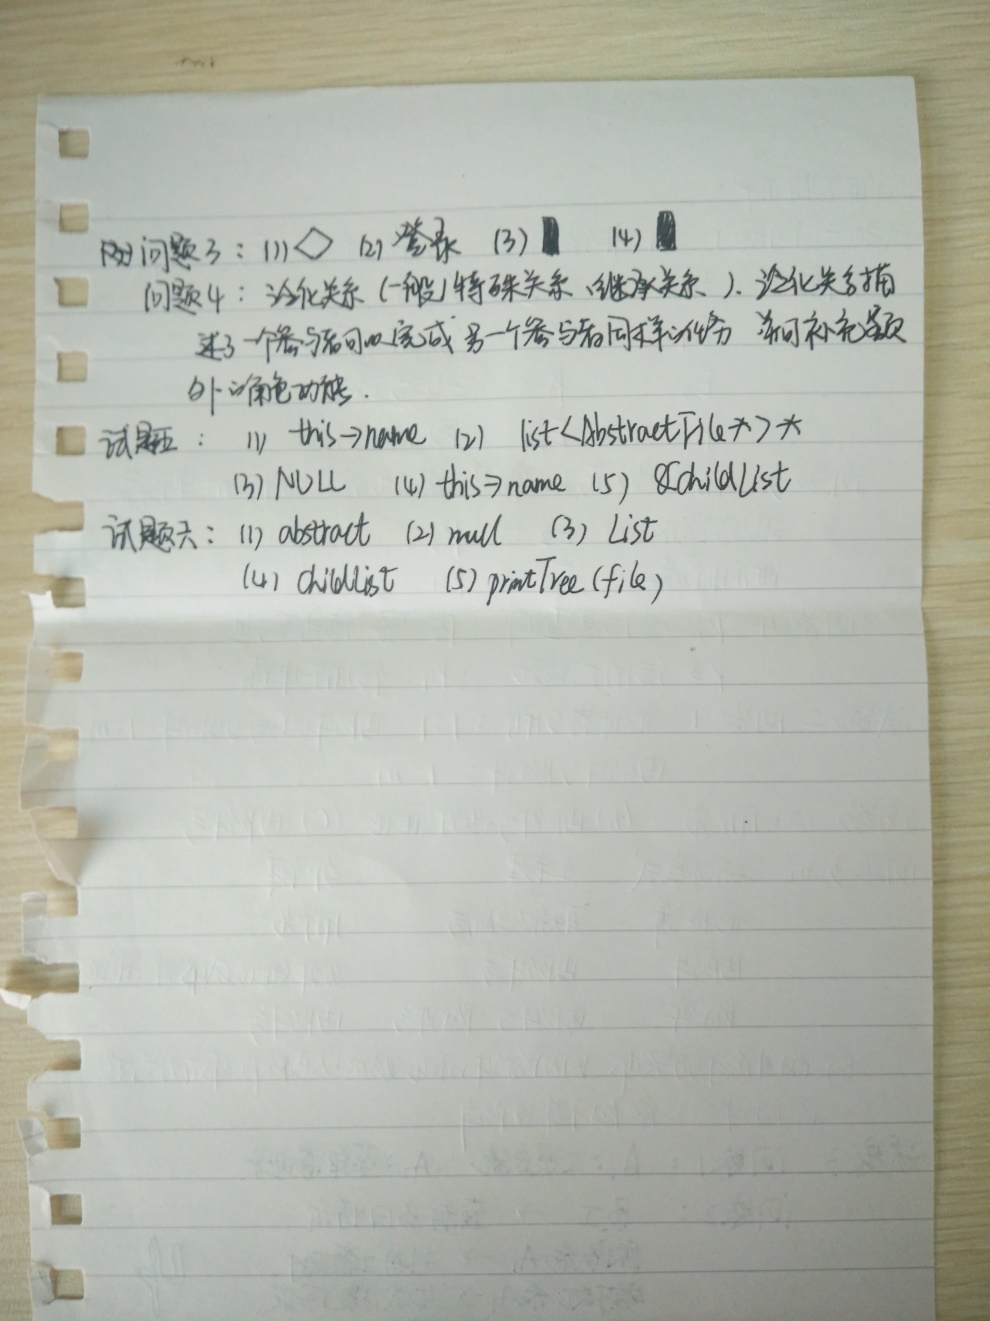 问题3: (1)◇ (2)登录 (3)▮ (4)▮
问题4: 泛化关系(一般/特殊关系、继承关系). 泛化关系描
述了一个参与者可以完成另一个参与者同样的任务 并可补充额
外的角色功能.
试题五: (1) this→name (2) list<AbstractFile*>*
(3) NULL (4) this→name (5) &childList
试题六: (1) abstract (2) null (3) List
(4) childList (5) printTree(file)